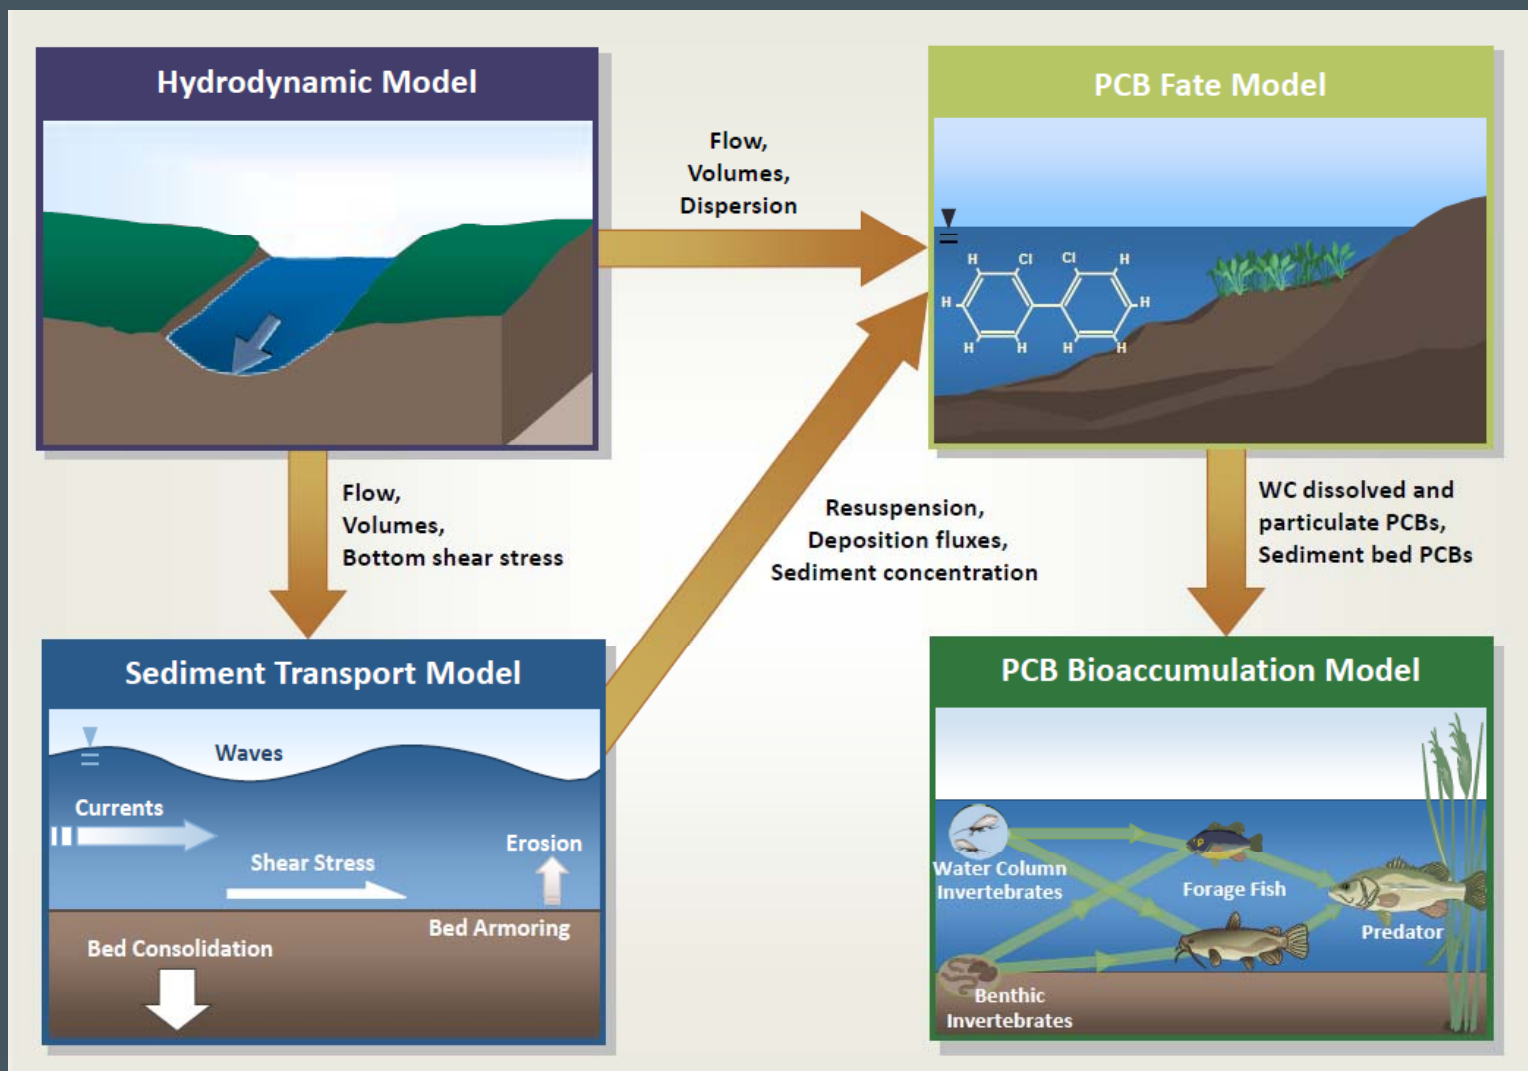 Hydrodynamic Model
Flow,
Volumes,
Dispersion
PCB Fate Model
H
Cl
Cl
H
H
H
H
H
H
H
Flow,
Volumes,
Bottom shear stress
Resuspension,
Deposition fluxes,
Sediment concentration
WC dissolved and
particulate PCBs,
Sediment bed PCBs
Sediment Transport Model
Waves
Currents
Shear Stress
Erosion
Bed Armoring
Bed Consolidation
PCB Bioaccumulation Model
Water Column
Invertebrates
Forage Fish
Predator
Benthic
Invertebrates